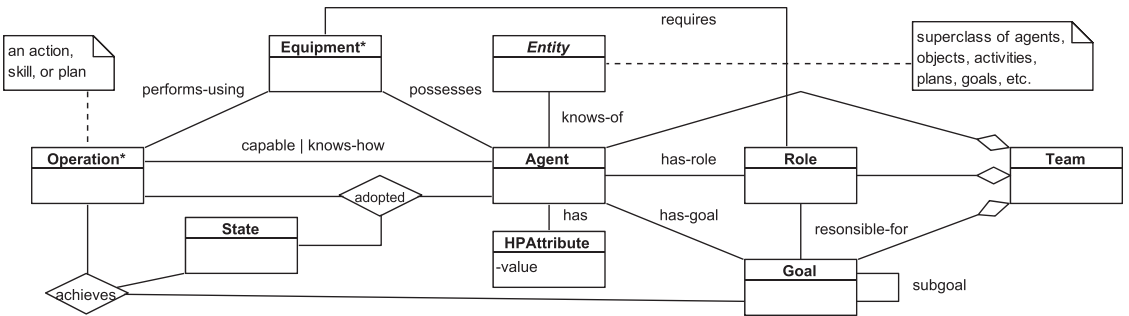 requires
an action,
skill, or plan
Equipment*
Entity
superclass of agents,
objects, activities,
plans, goals, etc.
performs-using
possesses
knows-of
capable | knows-how
Operation*
Agent
has-role
Role
Team
adopted
has
has-goal
State
resonsible-for
HPAttribute
-value
Goal
subgoal
achieves